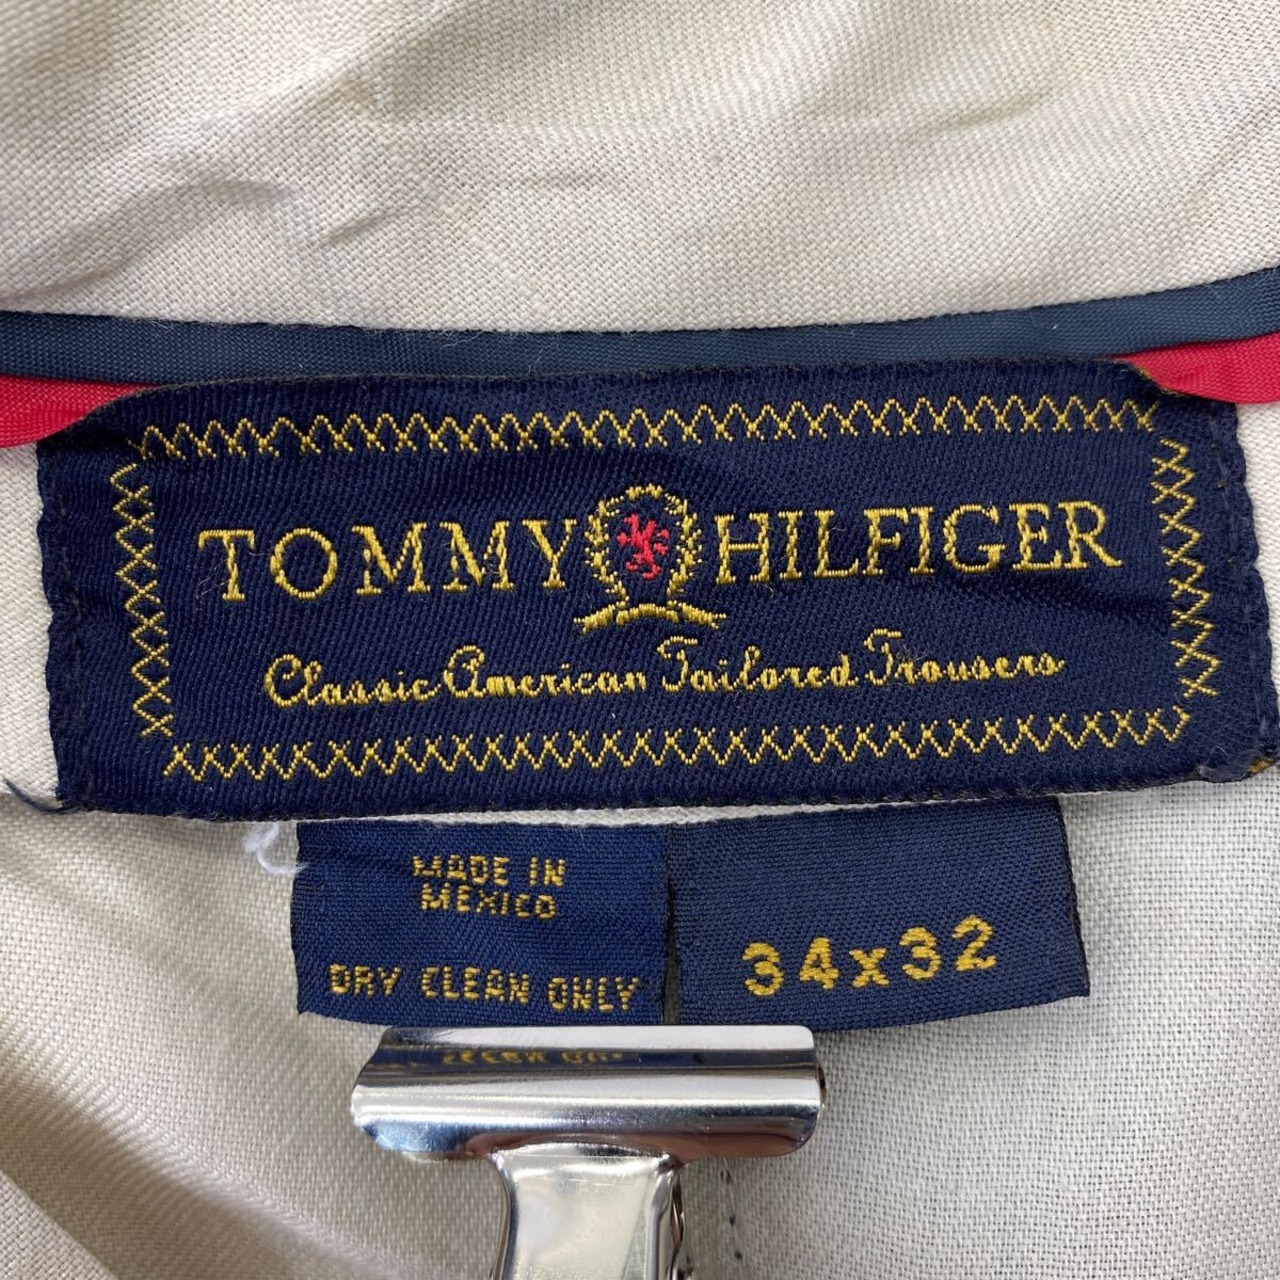 TOMMY HILFIGER
Classic American Tailored Trousers
MADE IN
MEXICO
DRY CLEAN ONLY
34x32